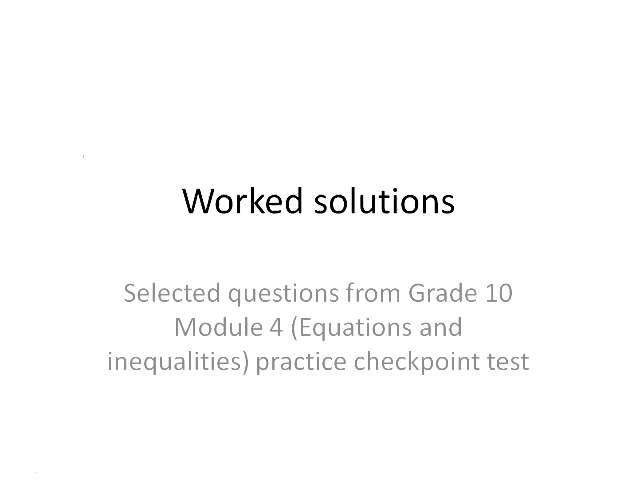 Worked solutions
Selected questions from Grade 10
Module 4 (Equations and
inequalities) practice checkpoint test